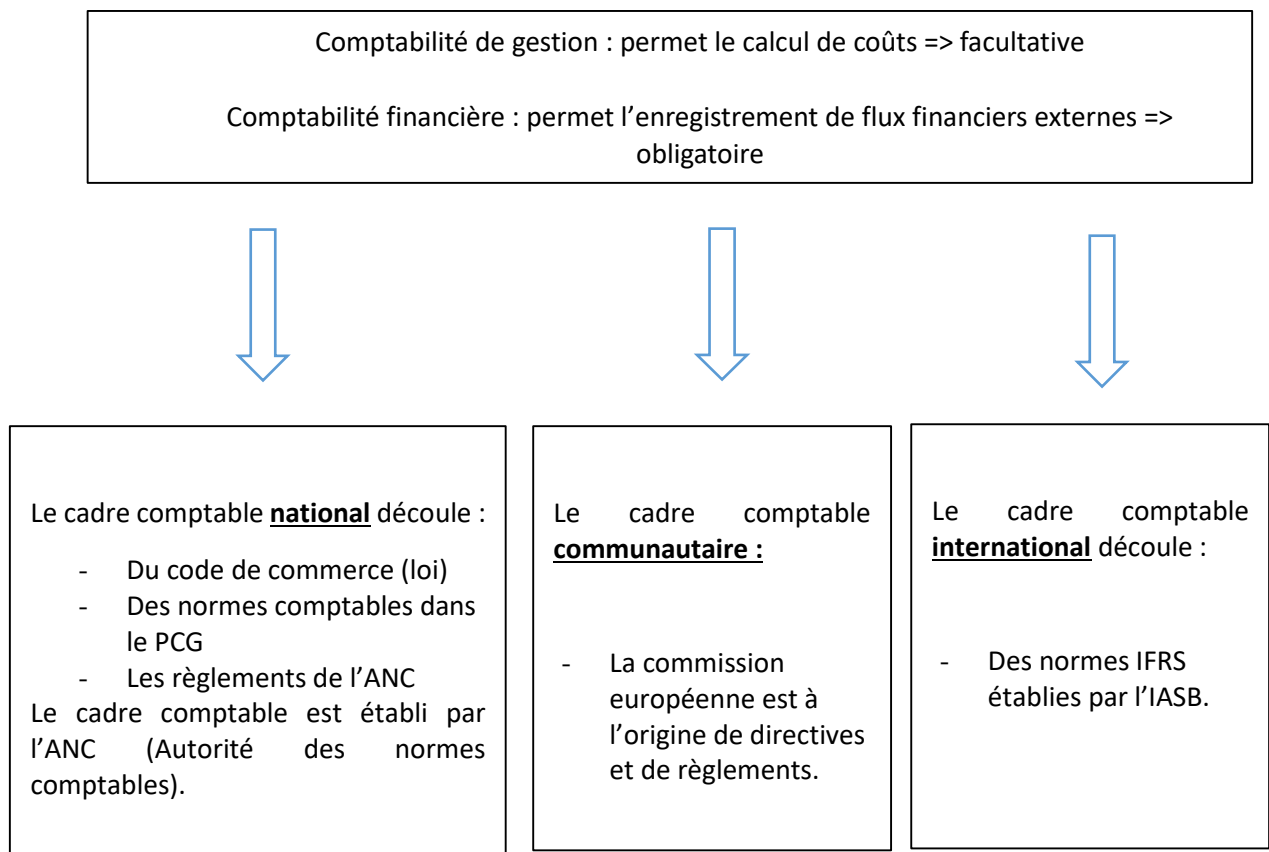 Comptabilité de gestion : permet le calcul de coûts => facultative
Comptabilité financière : permet l’enregistrement de flux financiers externes =>
obligatoire
Le cadre comptable national découle :
- Du code de commerce (loi)
- Des normes comptables dans
le PCG
- Les règlements de l’ANC
Le cadre comptable est établi par
l’ANC (Autorité des normes
comptables).
Le cadre comptable
communautaire :
- La commission
européenne est à
l’origine de directives
et de règlements.
Le cadre comptable
international découle :
- Des normes IFRS
établies par l’IASB.